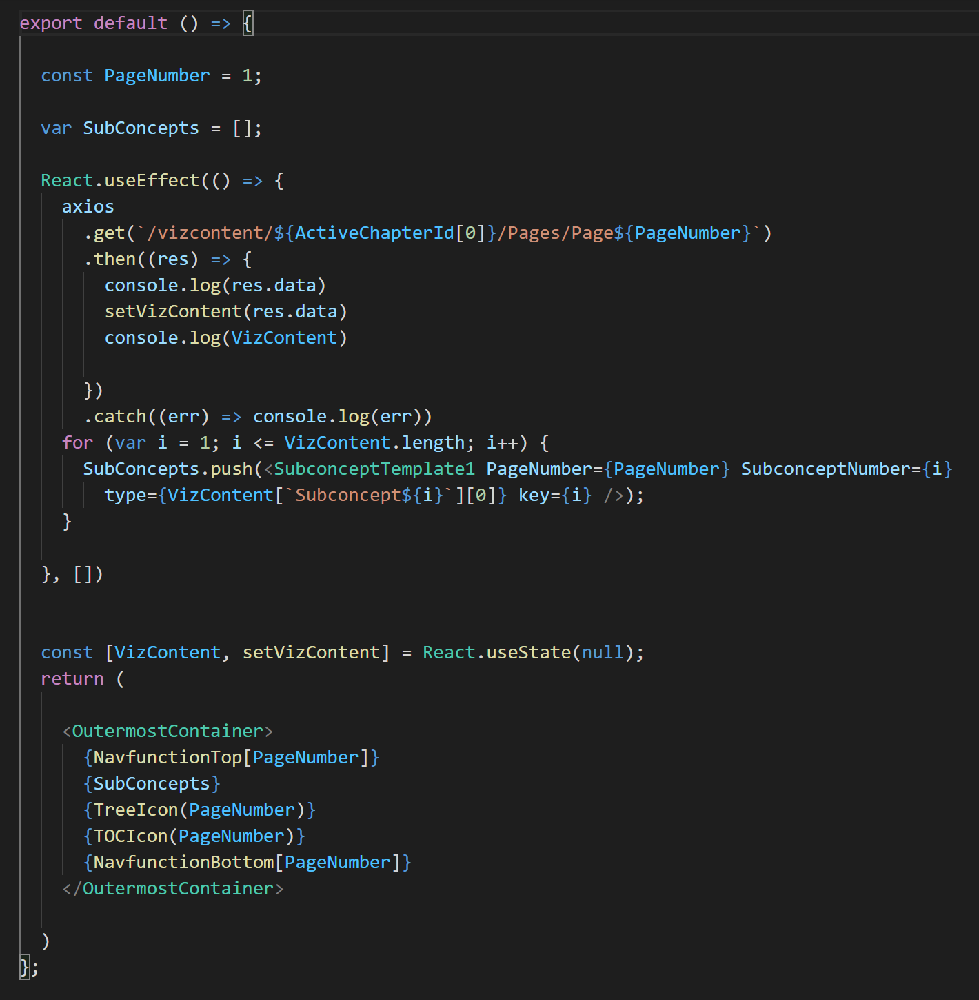 export default () => {
const PageNumber = 1;
var SubConcepts = [];
React.useEffect(() => {
axios
.get(`/vizcontent/${ActiveChapterId[0]}/Pages/Page${PageNumber}`)
.then((res) => {
console.log(res.data)
setVizContent(res.data)
console.log(VizContent)
})
.catch((err) => console.log(err))
for (var i = 1; i <= VizContent.length; i++) {
SubConcepts.push(<SubconceptTemplate1 PageNumber={PageNumber} SubconceptNumber={i}
type={VizContent[`Subconcept${i}`][0]} key={i} />);
}
}, [])
const [VizContent, setVizContent] = React.useState(null);
return (
<OutermostContainer>
{NavfunctionTop[PageNumber]}
{SubConcepts}
{TreeIcon(PageNumber)}
{TOCIcon(PageNumber)}
{NavfunctionBottom[PageNumber]}
</OutermostContainer>
)
};